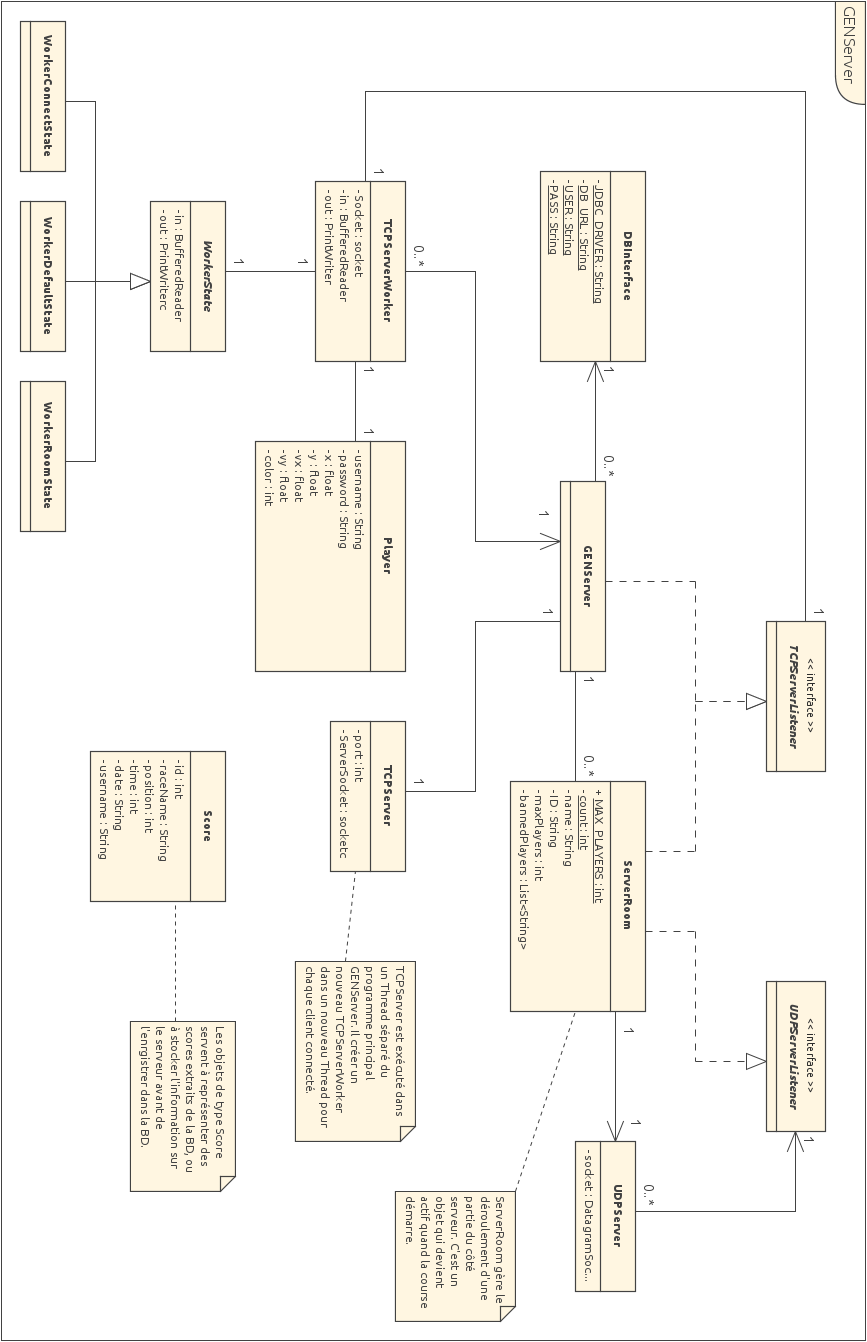 GENServer
<< interface >>
TCPServerListener
<< interface >>
UDPServerListener
1
1
DBInterface
- JDBC_DRIVER : String
- DB_URL : String
- USER : String
- PASS : String
1
0..*
GENServer
1
1
1
0..*
ServerRoom
+ MAX_PLAYERS : int
- count : int
- name : String
- ID : String
- maxPlayers : int
- bannedPlayers : List<String>
1
1
0..*
UDPServer
- socket : DatagramSoc...
1
0..*
TCPServerWorker
- Socket : socket
- in : BufferedReader
- out : PrintWriter
1
1
1
Player
- username : String
- password : String
- x : float
- y : float
- vx : float
- vy : float
- color : int
1
TCPServer
- port : int
- ServerSocket : socketc
TCPServer est exécuté dans
un Thread séparé du
programme principal
GENServer. Il créer un
nouveau TCPServerWorker
dans un nouveau Thread pour
chaque client connecté.
ServerRoom gère le
déroulement d'une
partie du côté
serveur. C'est un
objet qui devient
actif quand la course
démarre.
1
WorkerState
- in : BufferedReader
- out : PrintWriterc
Score
- id : int
- raceName : String
- position : int
- time : int
- date : String
- username : String
Les objets de type Score
servent à représenter des
scores extraits de la BD, ou
à stocker l'information sur
le serveur avant de
l'enrgistrer dans la BD.
WorkerConnectState
WorkerDefaultState
WorkerRoomState